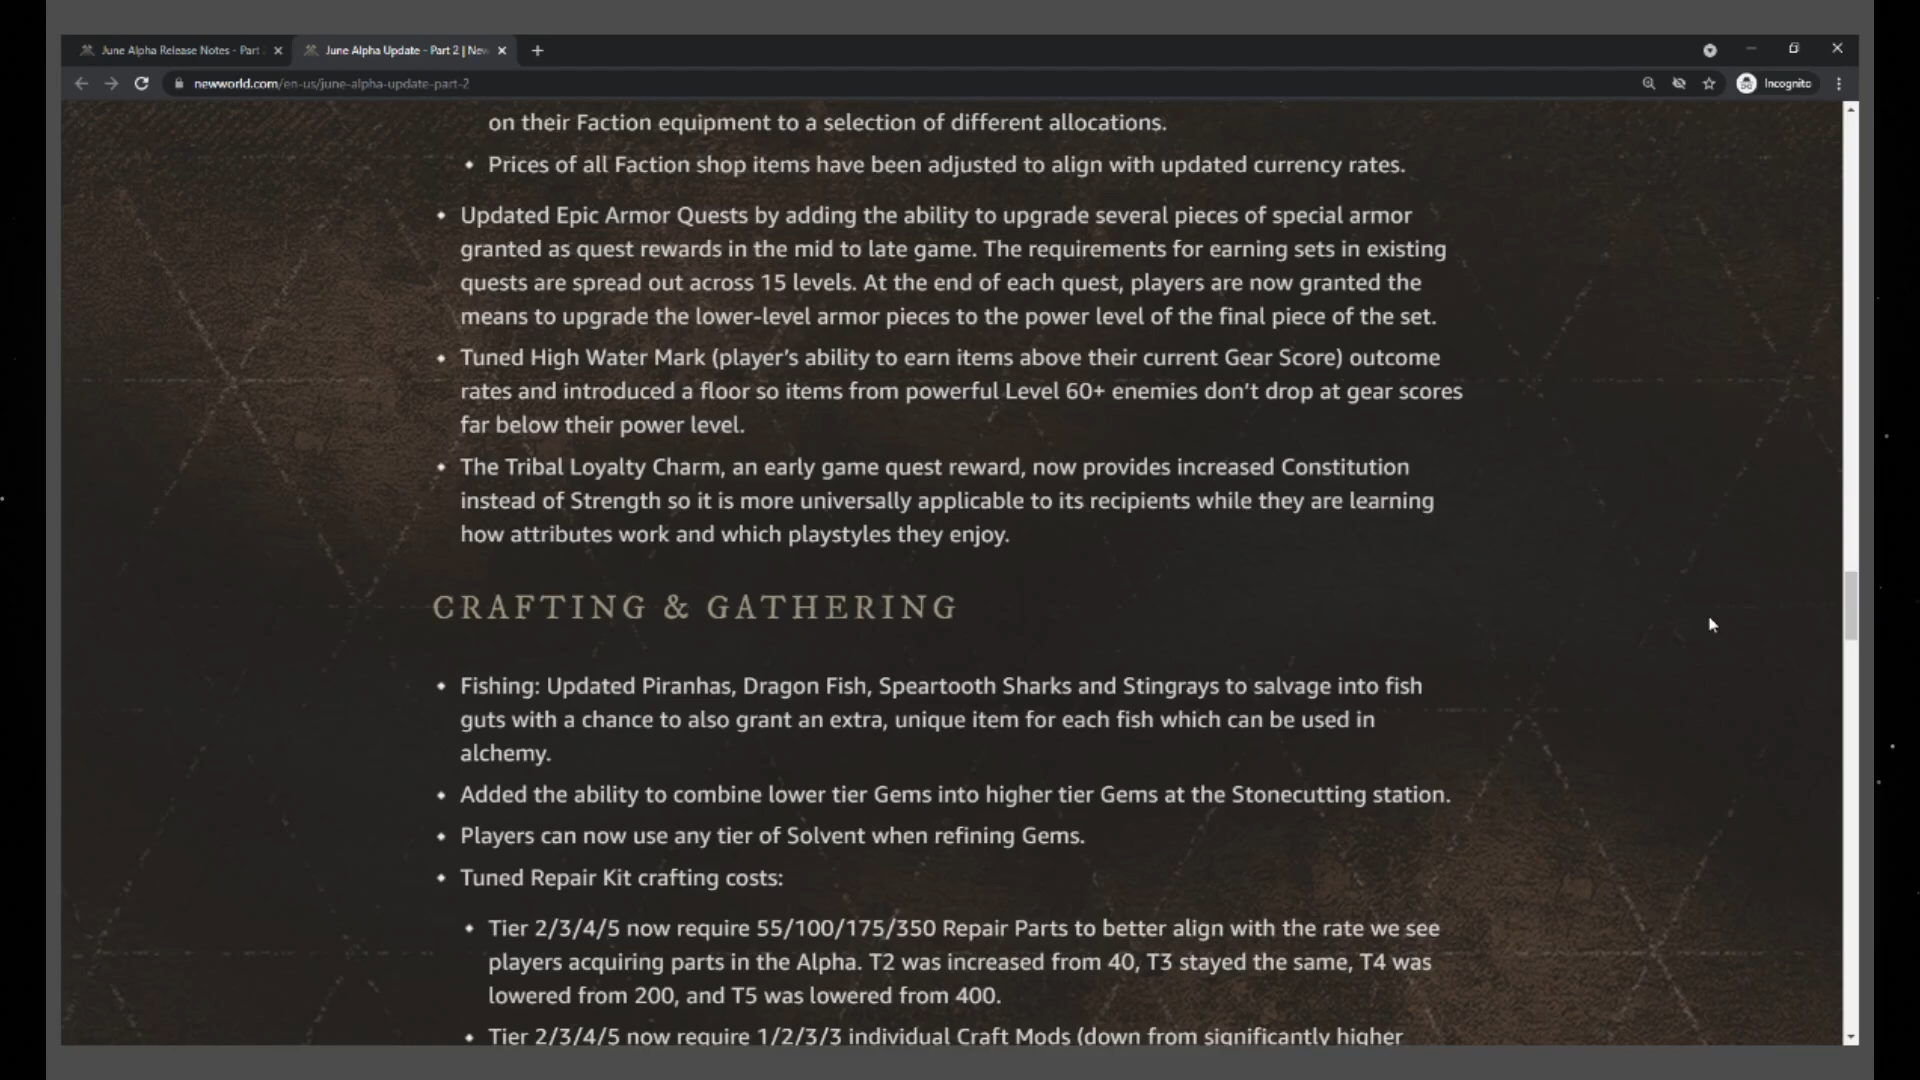 June Alpha Release Notes - Part
June Alpha Update - Part 2 | New
newworld.com/en-us/june-alpha-update-part-2
Incognito
on their Faction equipment to a selection of different allocations.
Prices of all Faction shop items have been adjusted to align with updated currency rates.
Updated Epic Armor Quests by adding the ability to upgrade several pieces of special armor
granted as quest rewards in the mid to late game. The requirements for earning sets in existing
quests are spread out across 15 levels. At the end of each quest, players are now granted the
means to upgrade the lower-level armor pieces to the power level of the final piece of the set.
Tuned High Water Mark (player's ability to earn items above their current Gear Score) outcome
rates and introduced a floor so items from powerful Level 60+ enemies don't drop at gear scores
far below their power level.
The Tribal Loyalty Charm, an early game quest reward, now provides increased Constitution
instead of Strength so it is more universally applicable to its recipients while they are learning
how attributes work and which playstyles they enjoy.
CRAFTING & GATHERING
Fishing: Updated Piranhas, Dragon Fish, Speartooth Sharks and Stingrays to salvage into fish
guts with a chance to also grant an extra, unique item for each fish which can be used in
alchemy.
Added the ability to combine lower tier Gems into higher tier Gems at the Stonecutting station.
Players can now use any tier of Solvent when refining Gems.
Tuned Repair Kit crafting costs:
Tier 2/3/4/5 now require 55/100/175/350 Repair Parts to better align with the rate we see
players acquiring parts in the Alpha. T2 was increased from 40, T3 stayed the same, T4 was
lowered from 200, and T5 was lowered from 400.
Tier 2/3/4/5 now require 1/2/3/3 individual Craft Mods (down from significantly higher